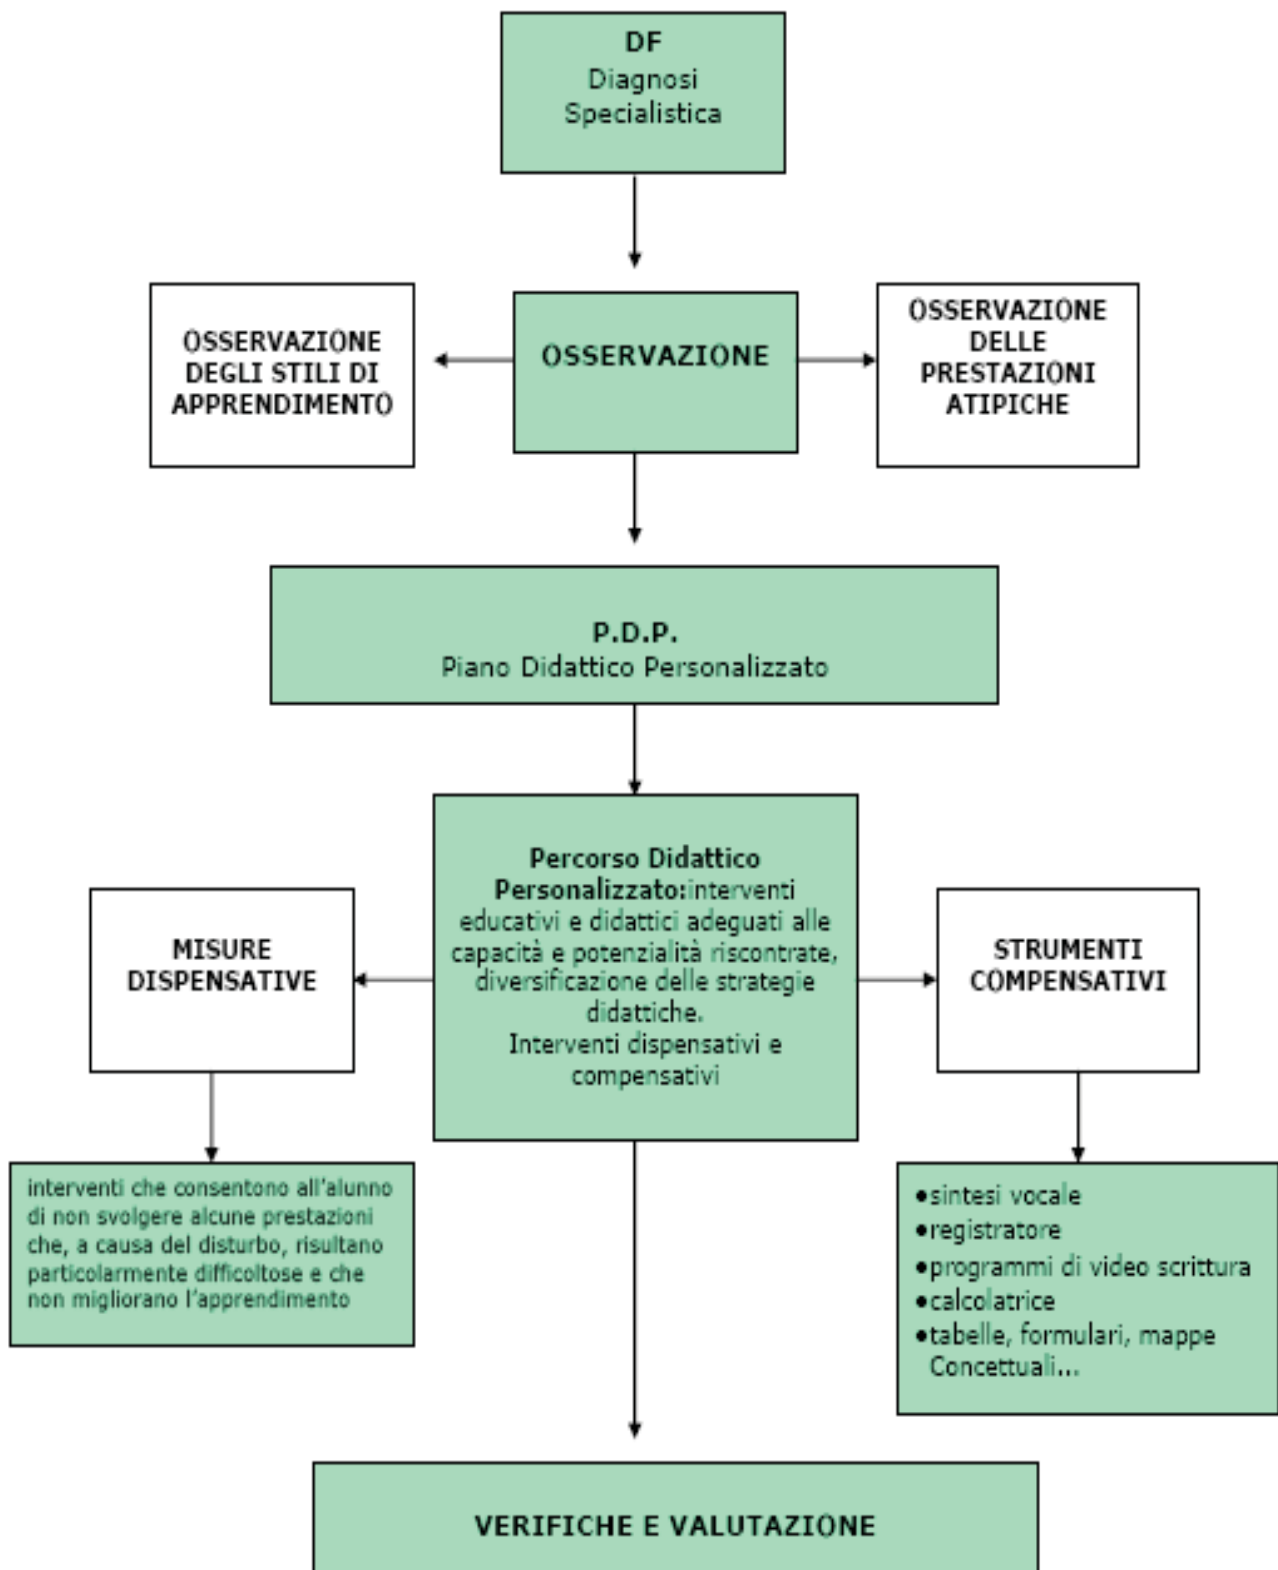 DF
Diagnosi
Specialistica
OSSERVAZIONE
DEGLI STILI DI
APPRENDIMENTO
OSSERVAZIONE
OSSERVAZIONE
DELLE
PRESTAZIONI
ATIPICHE
P.D.P.
Piano Didattico Personalizzato
MISURE
DISPENSATIVE
Percorso Didattico
Personalizzato:interventi
educativi e didattici adeguati alle
capacità e potenzialità riscontrate,
diversificazione delle strategie
didattiche.
Interventi dispensativi e
compensativi
STRUMENTI
COMPENSATIVI
interventi che consentono all'alunno
di non svolgere alcune prestazioni
che, a causa del disturbo, risultano
particolarmente difficoltose e che
non migliorano l'apprendimento
•sintesi vocale
•registratore
•programmi di video scrittura
•calcolatrice
•tabelle, formulari, mappe
Concettuali...
VERIFICHE E VALUTAZIONE